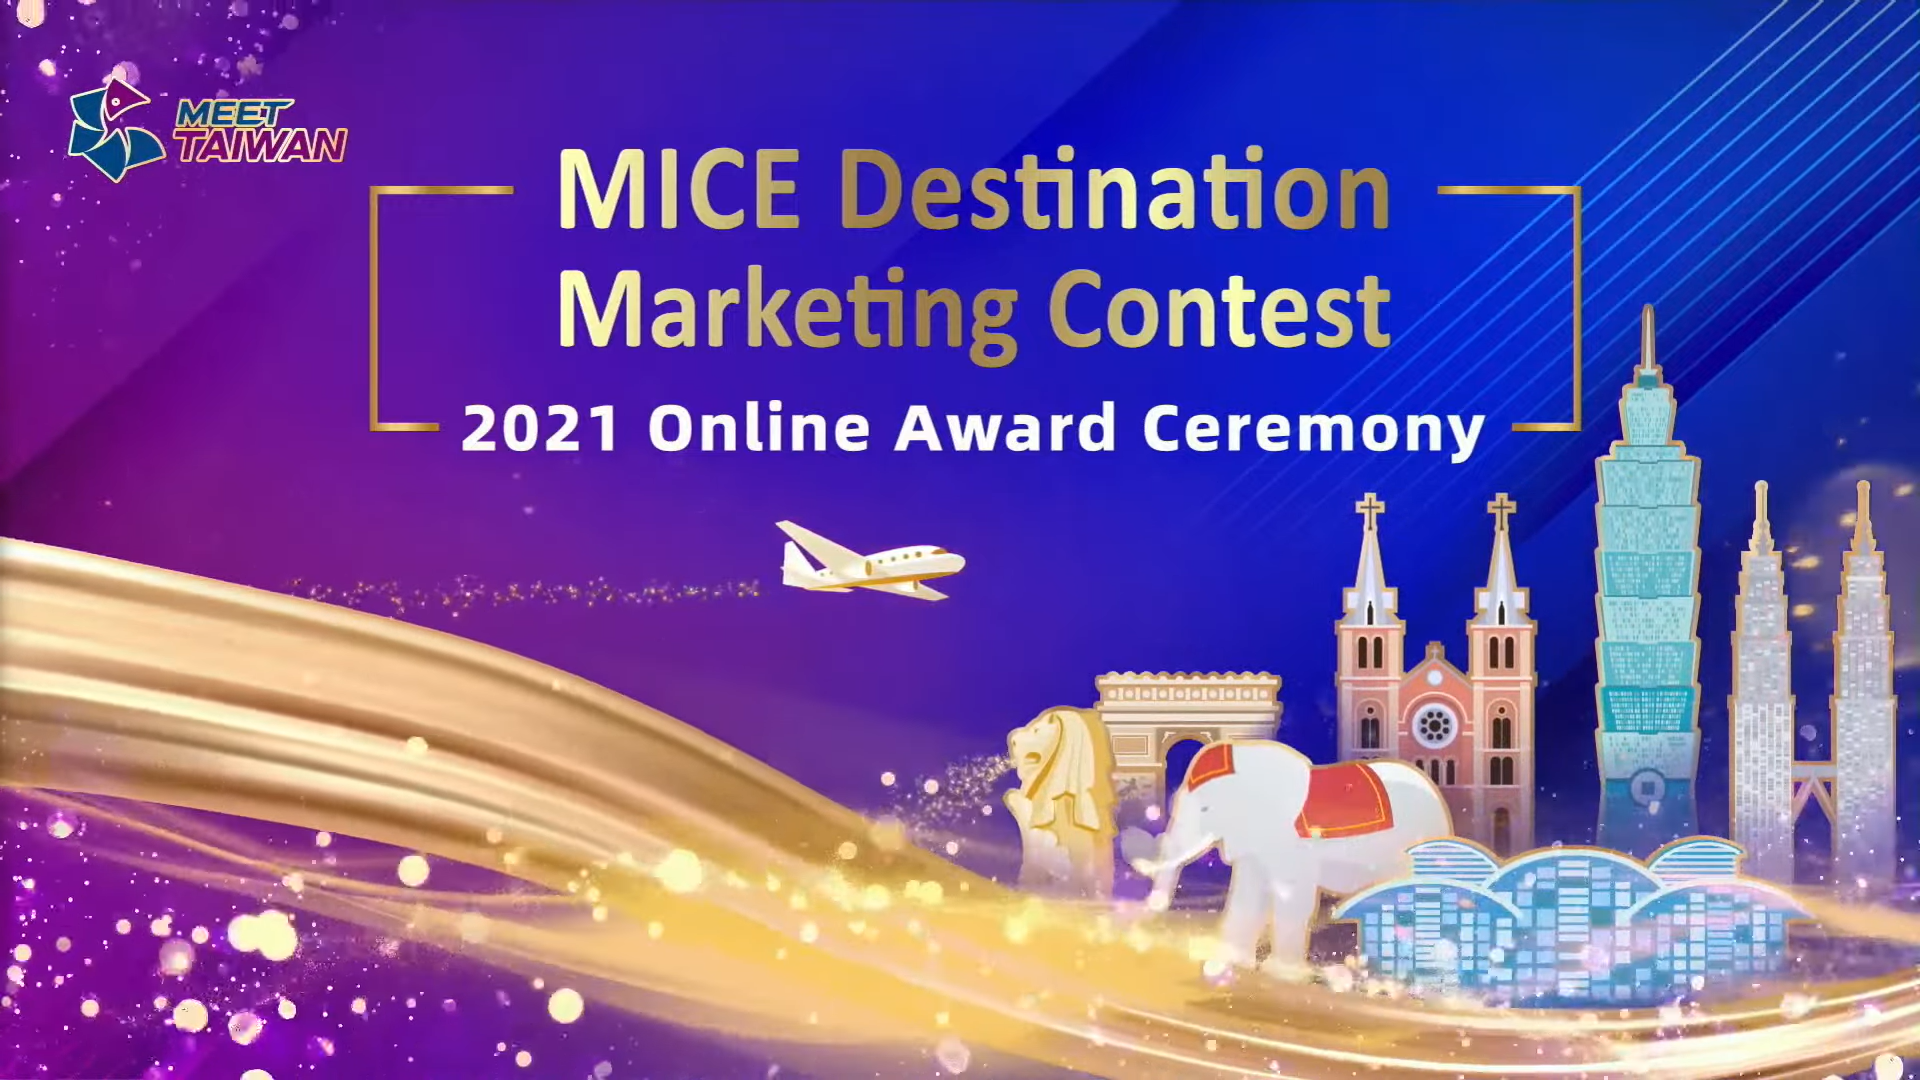 MEET
TAIWAN
MICE Destination
Marketing Contest
2021 Online Award Ceremony